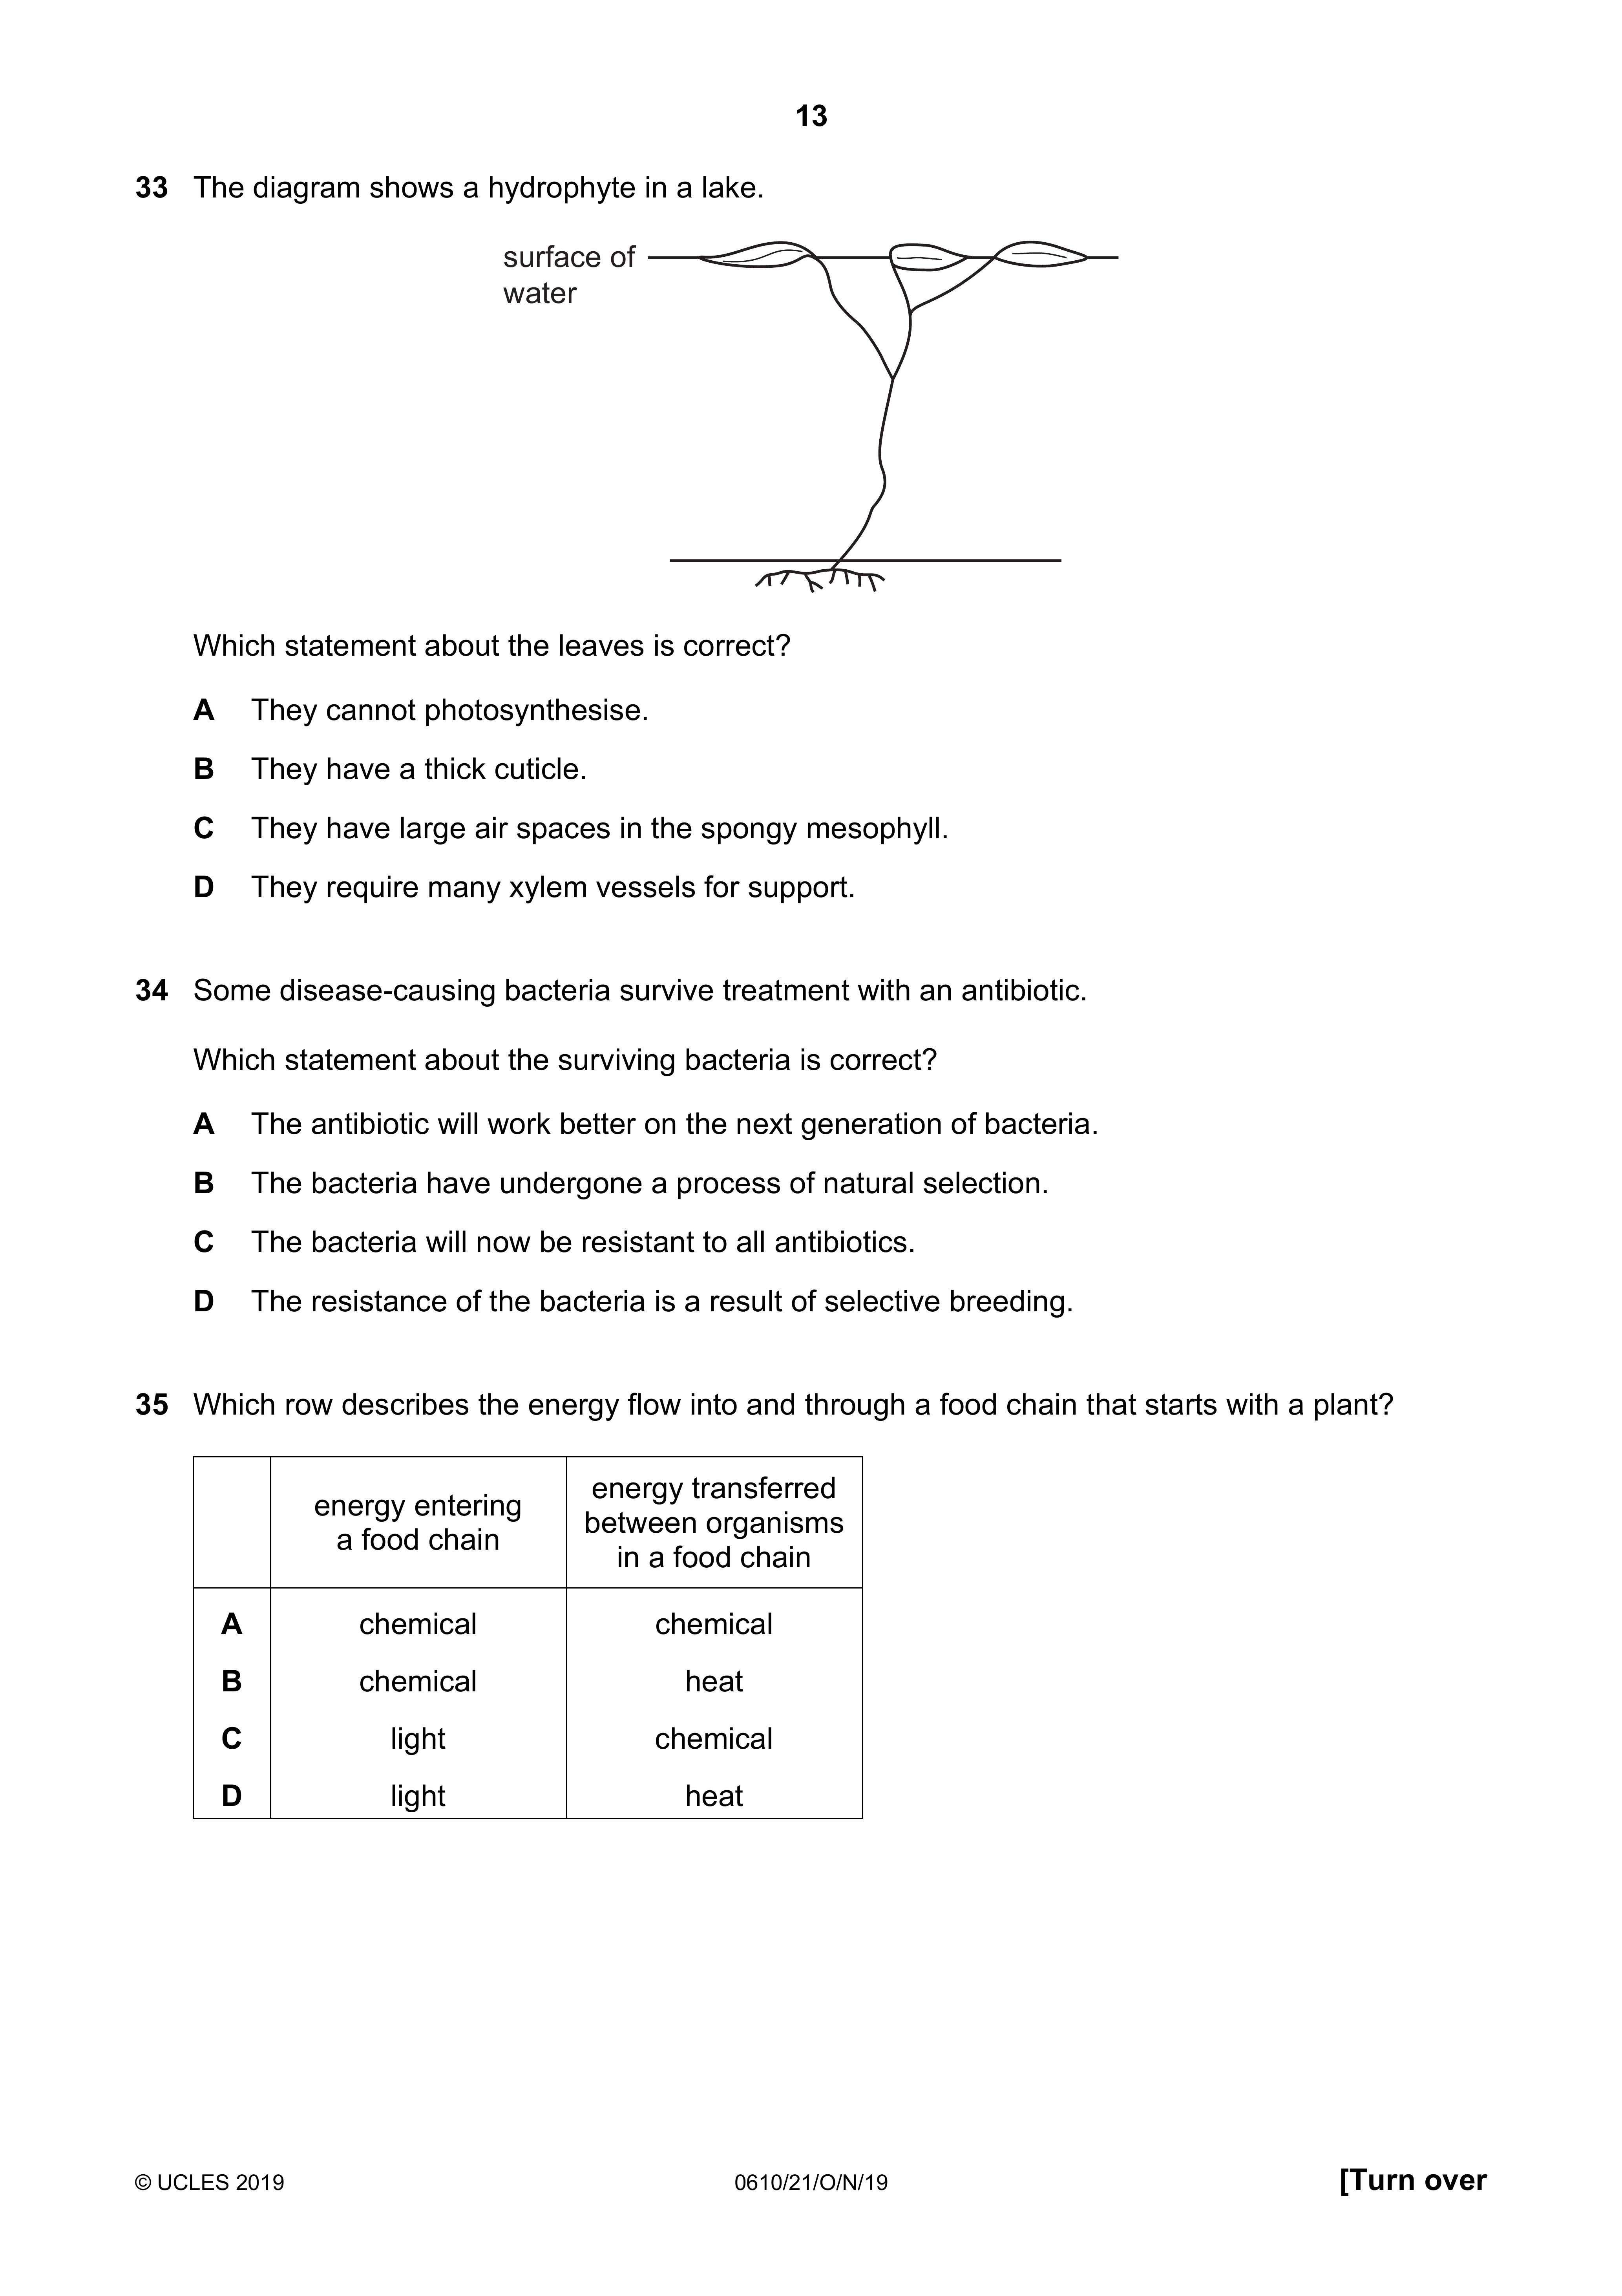 13
33 The diagram shows a hydrophyte in a lake.
surface of
water
Which statement about the leaves is correct?
A They cannot photosynthesise.
B They have a thick cuticle.
C They have large air spaces in the spongy mesophyll.
D They require many xylem vessels for support.
34 Some disease-causing bacteria survive treatment with an antibiotic.
Which statement about the surviving bacteria is correct?
A The antibiotic will work better on the next generation of bacteria.
B The bacteria have undergone a process of natural selection.
C The bacteria will now be resistant to all antibiotics.
D The resistance of the bacteria is a result of selective breeding.
35 Which row describes the energy flow into and through a food chain that starts with a plant?
energy entering
a food chain
energy transferred
between organisms
in a food chain
A chemical chemical
B chemical heat
C light chemical
D light heat
© UCLES 2019 0610/21/O/N/19 [Turn over